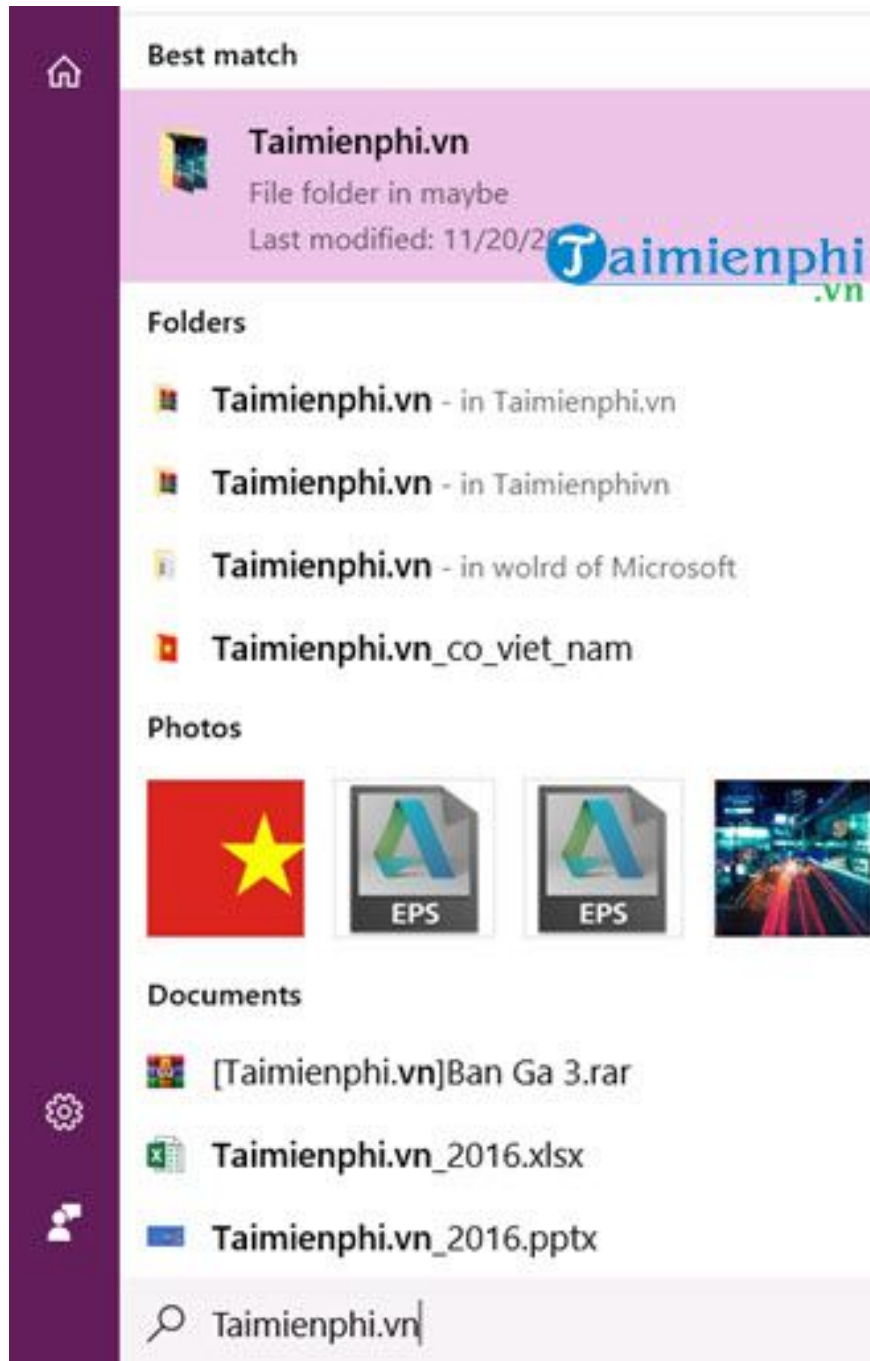 Best match
Taimienphi.vn
File folder in maybe
Last modified: 11/20/2
Taimienphi
.vn
Folders
Taimienphi.vn - in Taimienphi.vn
Taimienphi.vn - in Taimienphivn
Taimienphi.vn - in wolrd of Microsoft
Taimienphi.vn_co_viet_nam
Photos
EPS
EPS
Documents
[Taimienphi.vn]Ban Ga 3.rar
Taimienphi.vn_2016.xlsx
Taimienphi.vn_2016.pptx
Taimienphi.vn